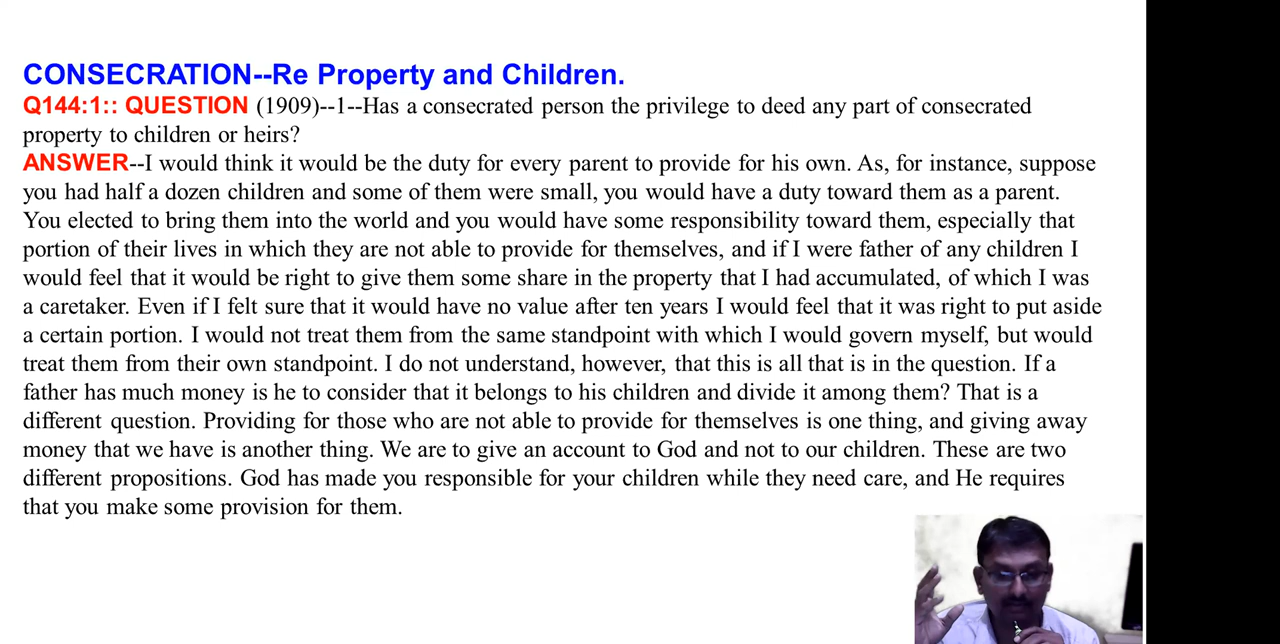 CONSECRATION--Re Property and Children.
Q144:1:: QUESTION (1909)--1--Has a consecrated person the privilege to deed any part of consecrated
property to children or heirs?
ANSWER--I would think it would be the duty for every parent to provide for his own. As, for instance, suppose
you had half a dozen children and some of them were small, you would have a duty toward them as a parent.
You elected to bring them into the world and you would have some responsibility toward them, especially that
portion of their lives in which they are not able to provide for themselves, and if I were father of any children I
would feel that it would be right to give them some share in the property that I had accumulated, of which I was
a caretaker. Even if I felt sure that it would have no value after ten years I would feel that it was right to put aside
a certain portion. I would not treat them from the same standpoint with which I would govern myself, but would
treat them from their own standpoint. I do not understand, however, that this is all that is in the question. If a
father has much money is he to consider that it belongs to his children and divide it among them? That is a
different question. Providing for those who are not able to provide for themselves is one thing, and giving away
money that we have is another thing. We are to give an account to God and not to our children. These are two
different propositions. God has made you responsible for your children while they need care, and He requires
that you make some provision for them.